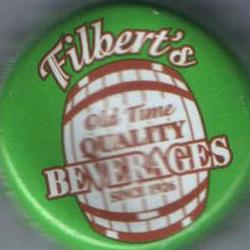 Filbert's
Old Time
QUALITY
BEVERAGES
SINCE 1926